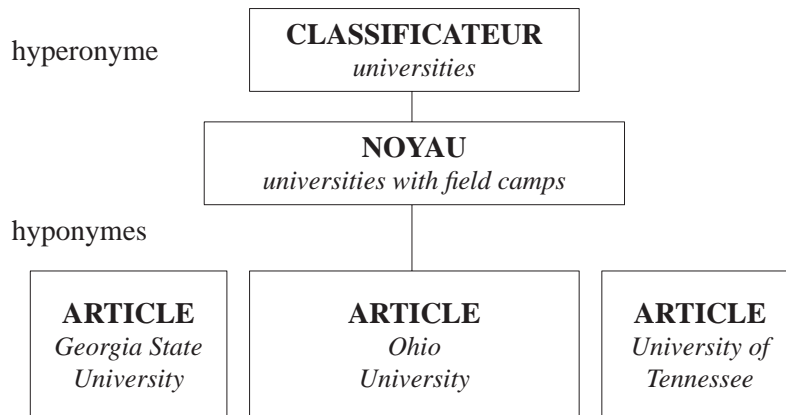 hyperonyme
CLASSIFICATEUR
universities
NOYAU
universities with field camps
hyponymes
ARTICLE
Georgia State
University
ARTICLE
Ohio
University
ARTICLE
University of
Tennessee